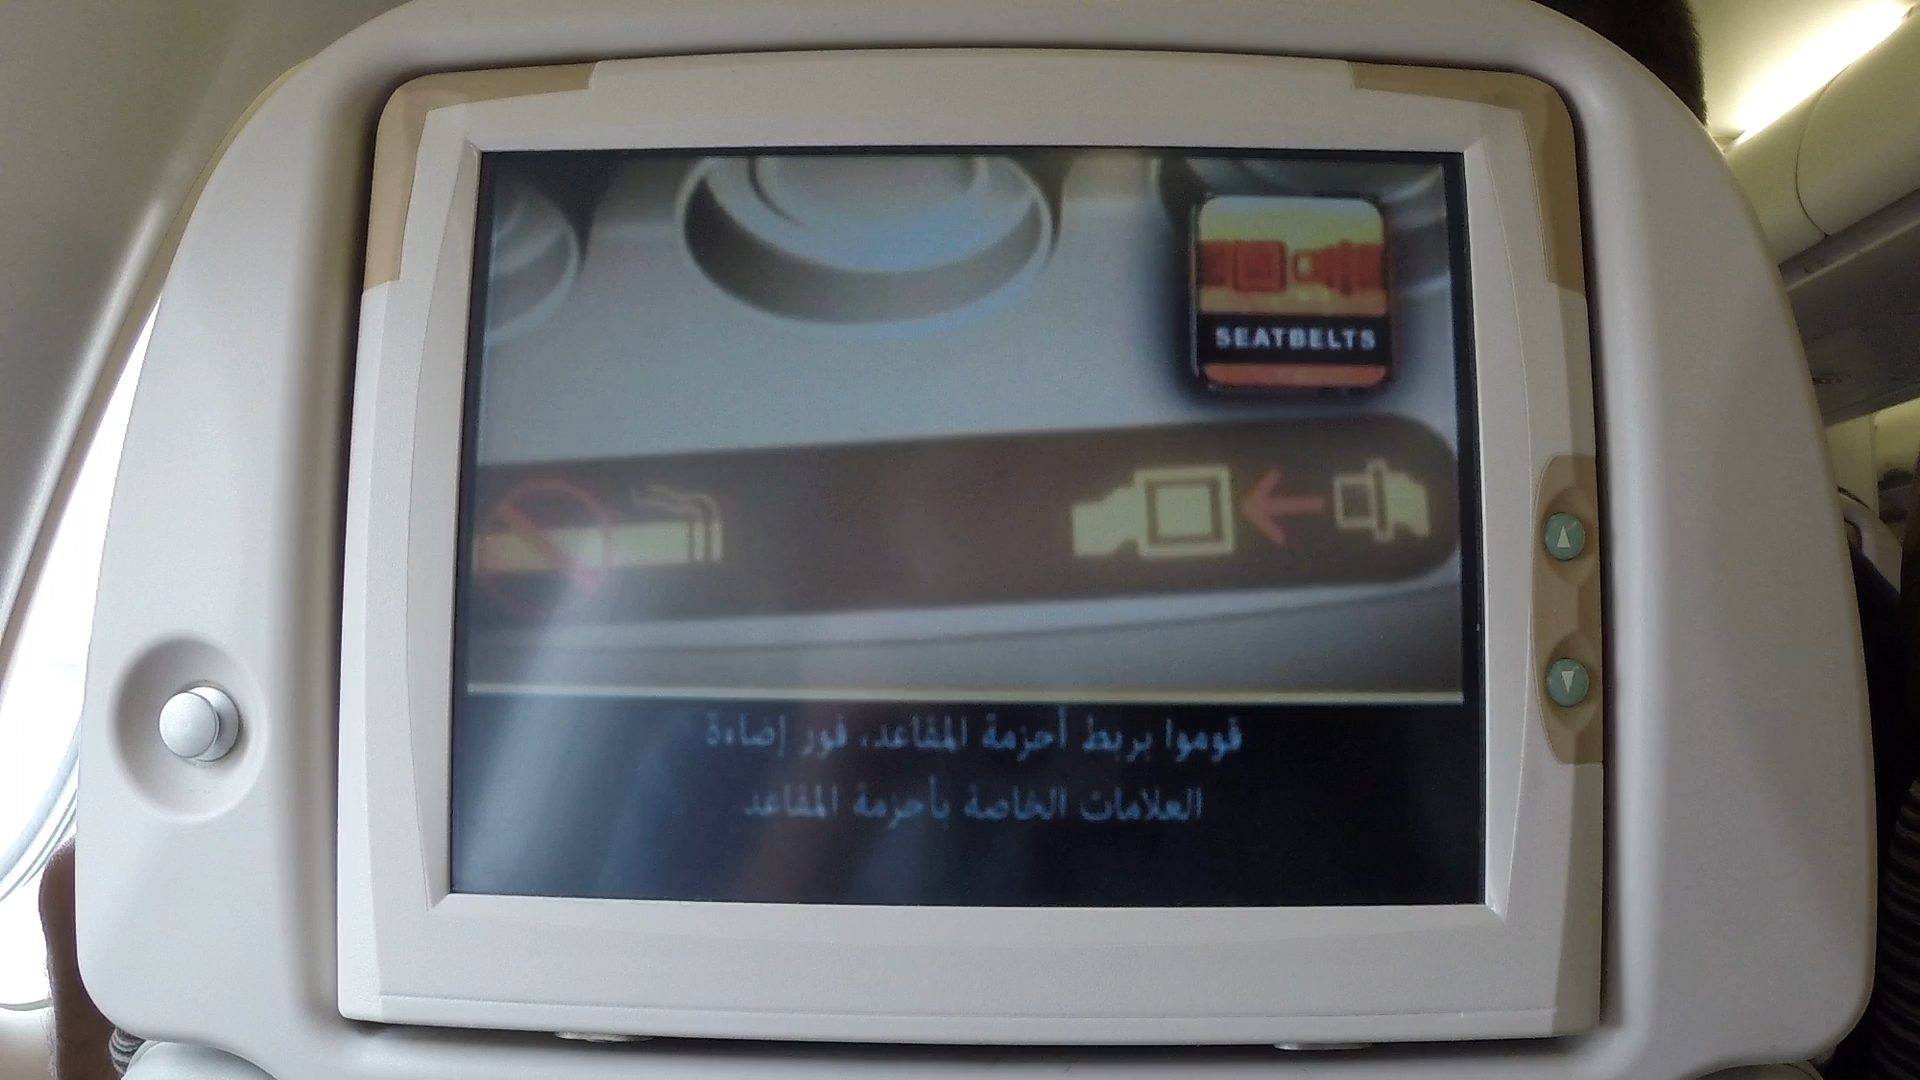 SEATBELTS
قوموا بربط أحزمة المقاعد، فور إضاءة
العلامات الخاصة بأحزمة المقاعد